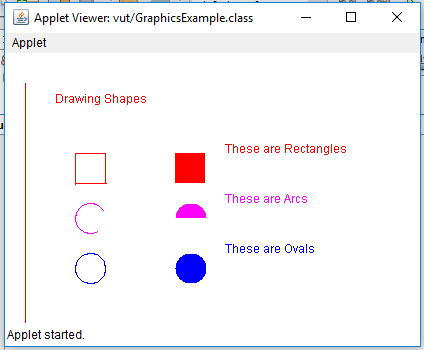 Applet Viewer: vut/GraphicsExample.class
Applet
Drawing Shapes
These are Rectangles
These are Arcs
These are Ovals
Applet started.